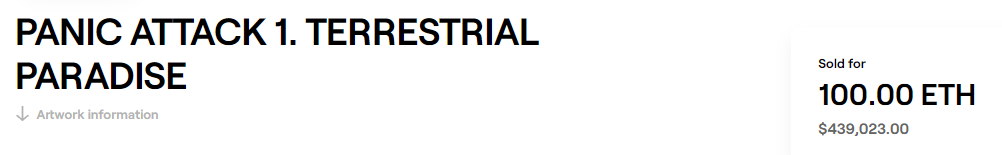 PANIC ATTACK 1. TERRESTRIAL
PARADISE
↓ Artwork information
Sold for
100.00 ETH
$439,023.00